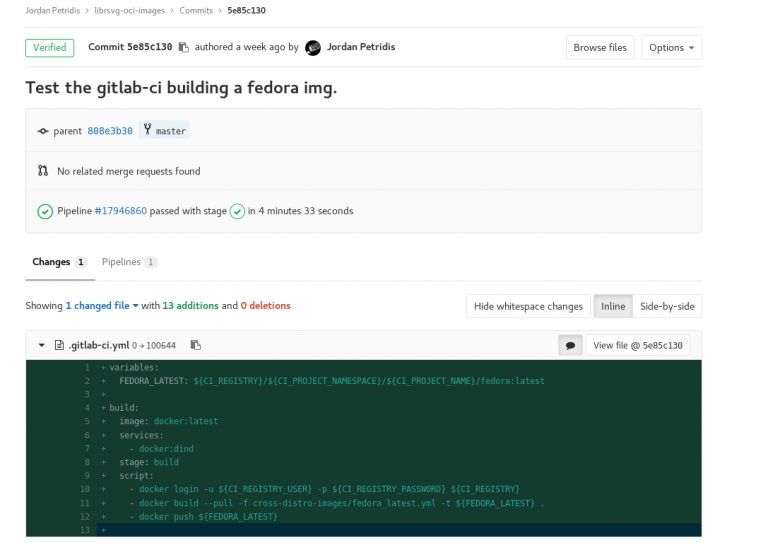 Jordan Petridis > librsvg-oci-images > Commits > 5e85c130
Verified Commit 5e85c130 authored a week ago by Jordan Petridis Browse files Options
Test the gitlab-ci building a fedora img.
parent 808e3b30 master
No related merge requests found
Pipeline #17946860 passed with stage in 4 minutes 33 seconds
Changes 1 Pipelines 1
Showing 1 changed file with 13 additions and 0 deletions Hide whitespace changes Inline Side-by-side
.gitlab-ci.yml 0 → 100644 View file @ 5e85c130
1 + variables:
2 + FEDORA_LATEST: ${CI_REGISTRY}/${CI_PROJECT_NAMESPACE}/${CI_PROJECT_NAME}/fedora:latest
3 +
4 + build:
5 + image: docker:latest
6 + services:
7 + - docker:dind
8 + stage: build
9 + script:
10 + - docker login -u ${CI_REGISTRY_USER} -p ${CI_REGISTRY_PASSWORD} ${CI_REGISTRY}
11 + - docker build --pull -f cross-distro-images/fedora_latest.yml -t ${FEDORA_LATEST} .
12 + - docker push ${FEDORA_LATEST}
13 +